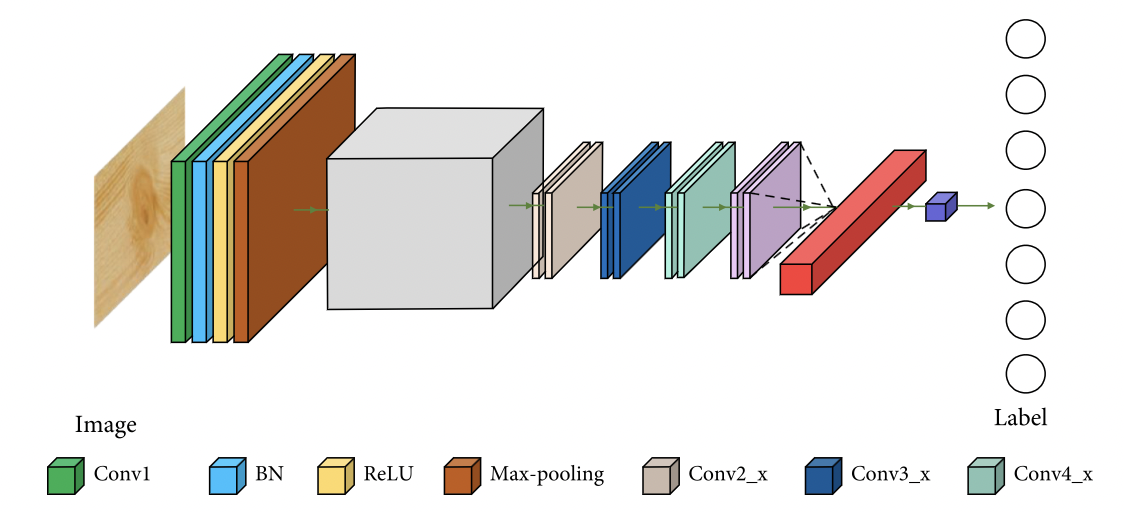 Image
Label
Conv1
BN
ReLU
Max-pooling
Conv2_x
Conv3_x
Conv4_x